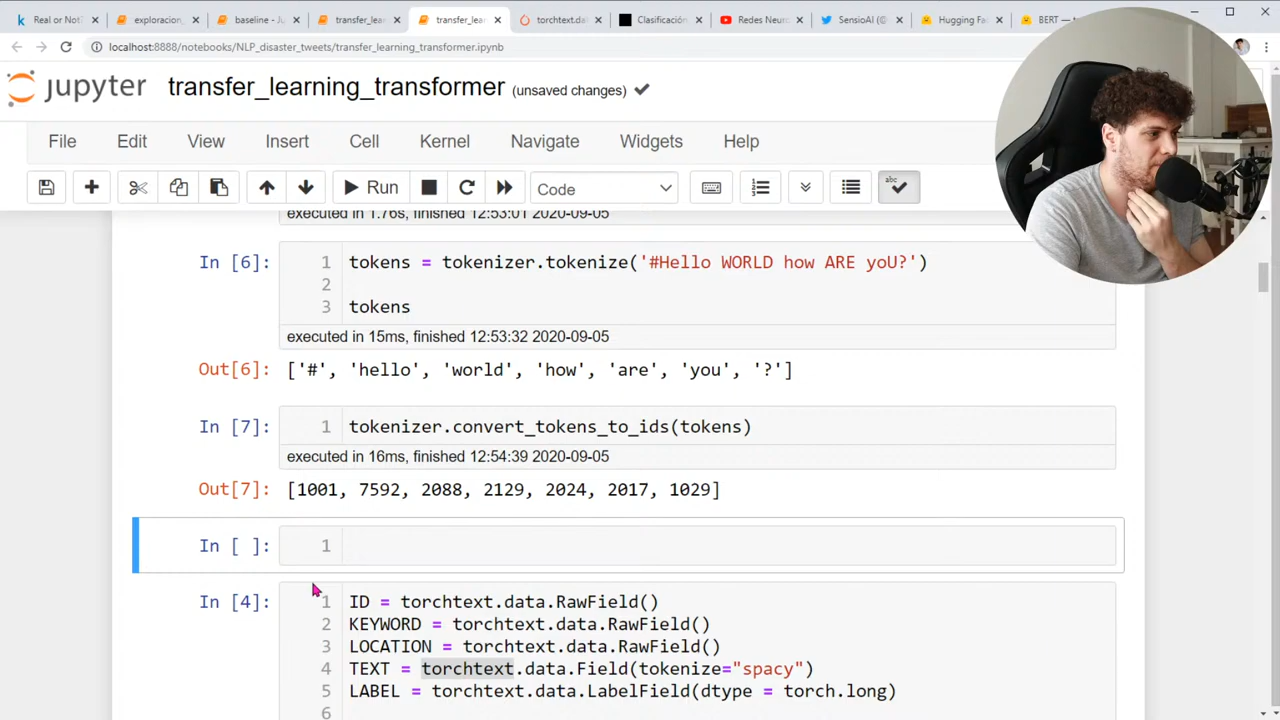 Real or Not?
exploracion_
baseline - Ju
transfer_lea
transfer_lea
torchtext.da
Clasificació
Redes Neur
SensioAI (@
Hugging Fa
BERT —
localhost:8888/notebooks/NLP_disaster_tweets/transfer_learning_transformer.ipynb
jupyter transfer_learning_transformer (unsaved changes)
File Edit View Insert Cell Kernel Navigate Widgets Help
Run Code abc
executed in 1.76s, finished 12:53:01 2020-09-05
In [6]: 1 tokens = tokenizer.tokenize('#Hello WORLD how ARE yoU?')
2
3 tokens
executed in 15ms, finished 12:53:32 2020-09-05
Out[6]: ['#', 'hello', 'world', 'how', 'are', 'you', '?']
In [7]: 1 tokenizer.convert_tokens_to_ids(tokens)
executed in 16ms, finished 12:54:39 2020-09-05
Out[7]: [1001, 7592, 2088, 2129, 2024, 2017, 1029]
In [ ]: 1
In [4]: 1 ID = torchtext.data.RawField()
2 KEYWORD = torchtext.data.RawField()
3 LOCATION = torchtext.data.RawField()
4 TEXT = torchtext.data.Field(tokenize="spacy")
5 LABEL = torchtext.data.LabelField(dtype = torch.long)
6